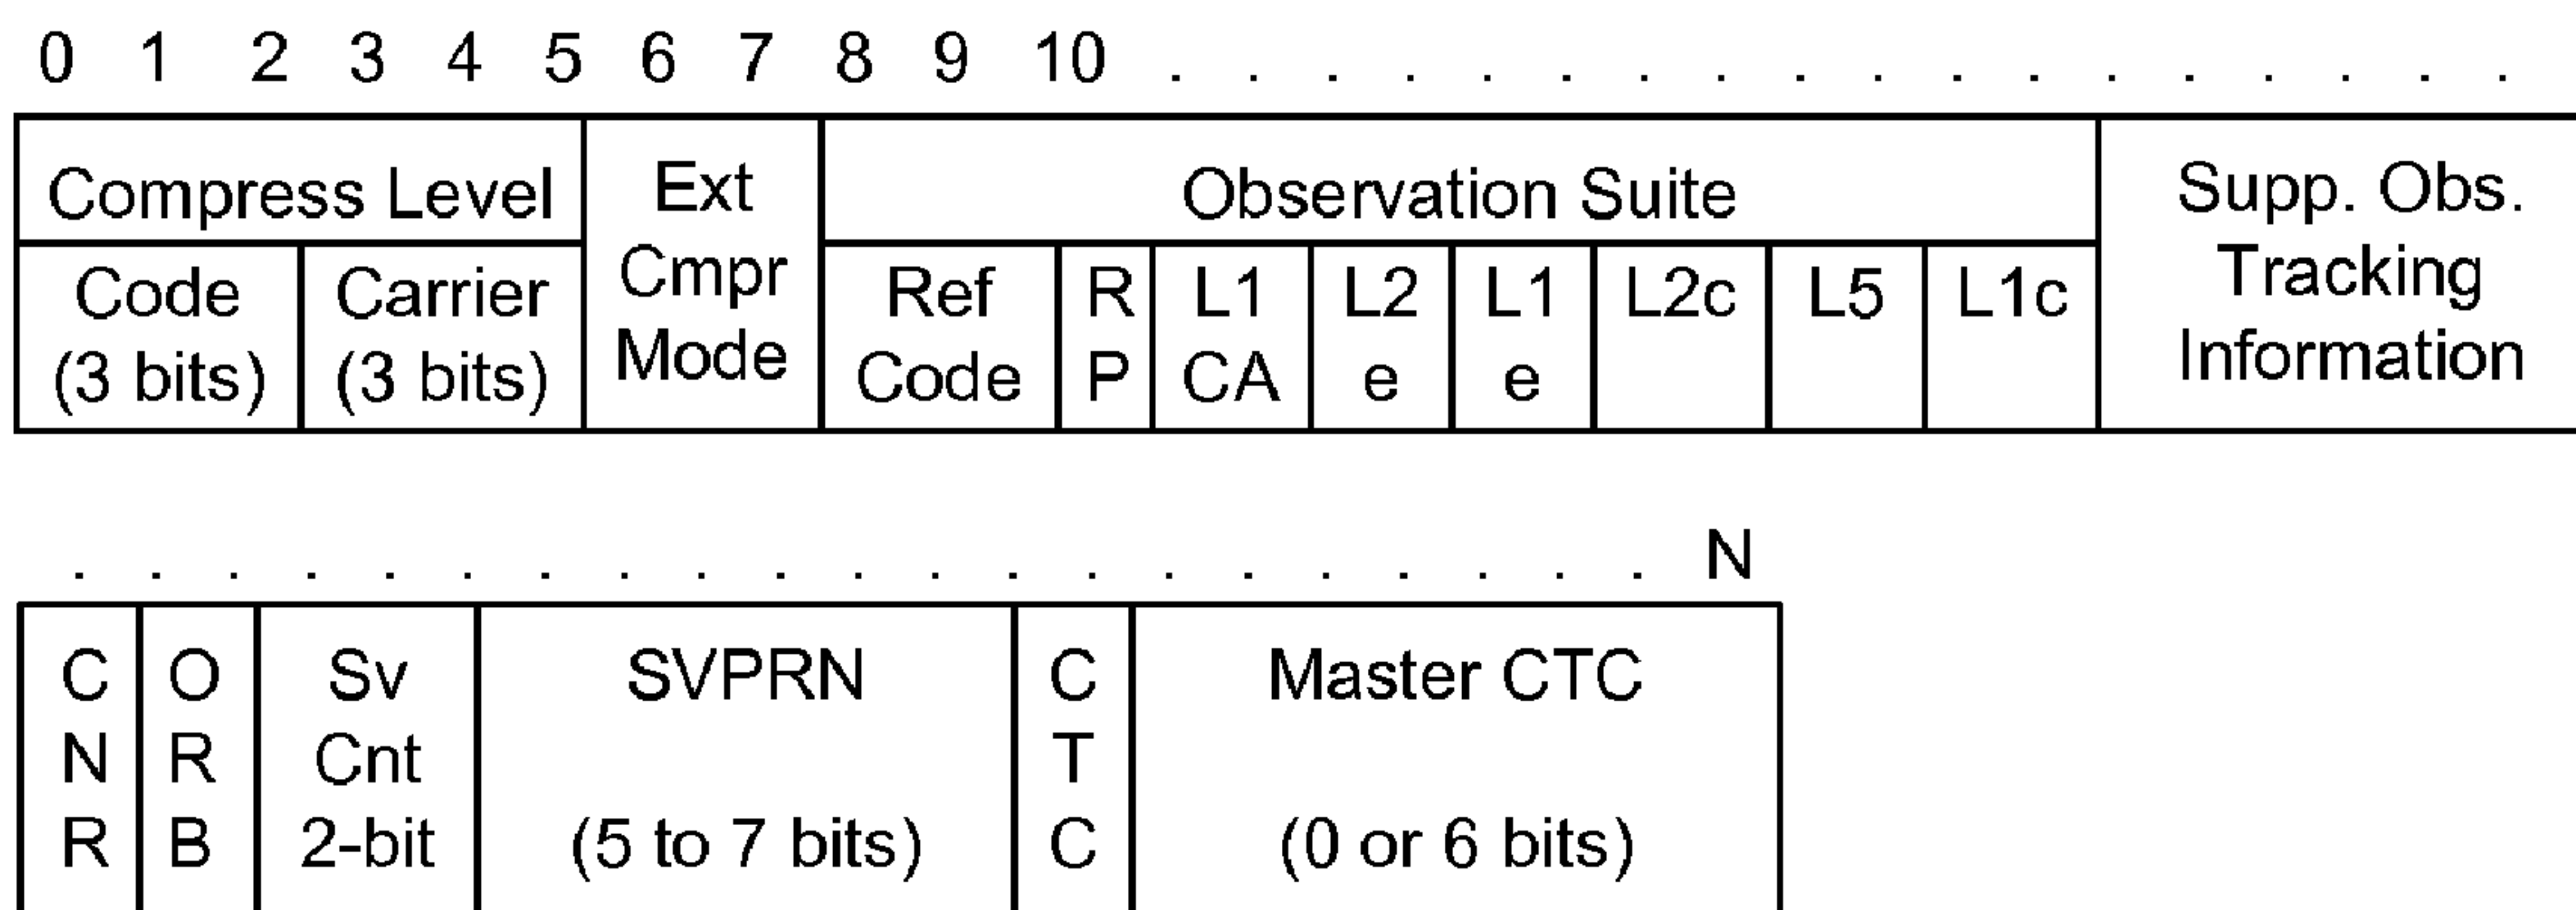 0 1 2 3 4 5 6 7 8 9 10 . . . . . . . . . . . . . . . . . .
Compress Level
Ext
Cmpr
Mode
Observation Suite
Supp. Obs.
Tracking
Information
Code
(3 bits)
Carrier
(3 bits)
Ref
Code
R
P
L1
CA
L2
e
L1
e
L2c
L5
L1c
. . . . . . . . . . . . . . . . . . . . . N
C
N
R
O
R
B
Sv
Cnt
2-bit
SVPRN
(5 to 7 bits)
C
T
C
Master CTC
(0 or 6 bits)